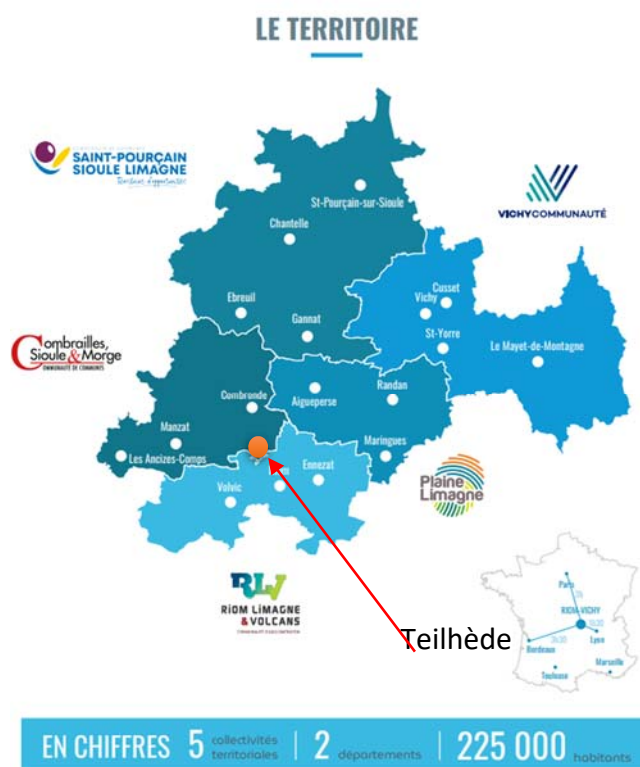 LE TERRITOIRE
SAINT-POURÇAIN
SIOULE LIMAGNE
VICHYCOMMUNAUTÉ
St-Pourçain-sur-Sioule
Chantelle
Ebreuil
Gannat
Cusset
Vichy
St-Yorre
Le Mayet-de-Montagne
Combrailles,
Sioule & Morge
COMMUNAUTÉ DE COMMUNES
Combronde
Aigueperse
Randan
Manzat
Les Ancizes-Comps
Maringues
Ennezat
Volvic
Plaine
Limagne
RLV
RIOM LIMAGNE
& VOLCANS
Teilhède
Paris
RIOM-VICHY
Lyon
Bordeaux
Toulouse
Marseille
EN CHIFFRES 5 collectivités territoriales | 2 départements | 225 000 habitants